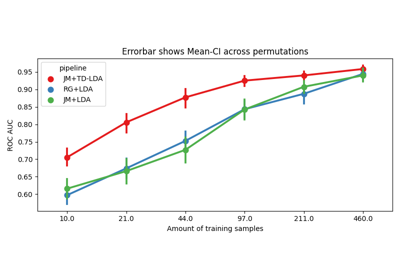 Errorbar shows Mean-CI across permutations
pipeline
JM+TD-LDA
RG+LDA
JM+LDA
ROC AUC
0.95
0.90
0.85
0.80
0.75
0.70
0.65
0.60
10.0 21.0 44.0 97.0 211.0 460.0
Amount of training samples